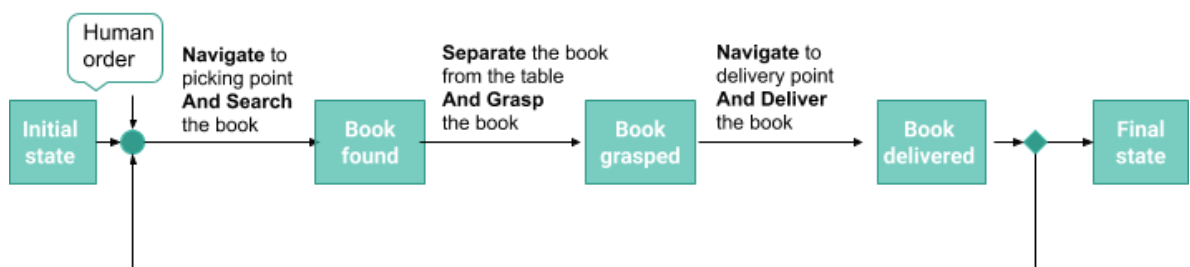 Human
order
Navigate to
picking point
And Search
the book
Separate the book
from the table
And Grasp
the book
Navigate to
delivery point
And Deliver
the book
Initial
state
Book
found
Book
grasped
Book
delivered
Final
state